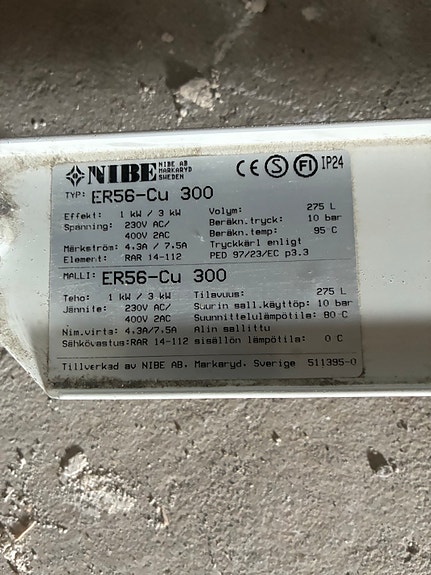 NIBE NIBE AB MARKARYD SWEDEN CE S FI IP24
TYP: ER56-Cu 300
Effekt: 1 kW / 3 kW Volym: 275 L
Spänning: 230V AC/ Beräkn.tryck: 10 bar
400V 2AC Beräkn.temp: 95 C
Märkström: 4,3A / 7.5A Tryckkärl enligt
Element: RAR 14-112 PED 97/23/EC p3.3
MALLI: ER56-Cu 300
Teho: 1 kW / 3 kW Tilavuus: 275 L
Jännite: 230V AC/ Suurin sall.käyttöp: 10 bar
400V 2AC Suunnittelulämpötila: 90 C
Nim.virta: 4.3A/7.5A Alin sallittu
Sähkövastus: RAR 14-112 sisällön lämpötila: 0 C
Tillverkad av NIBE AB. Markaryd. Sverige 511395-0